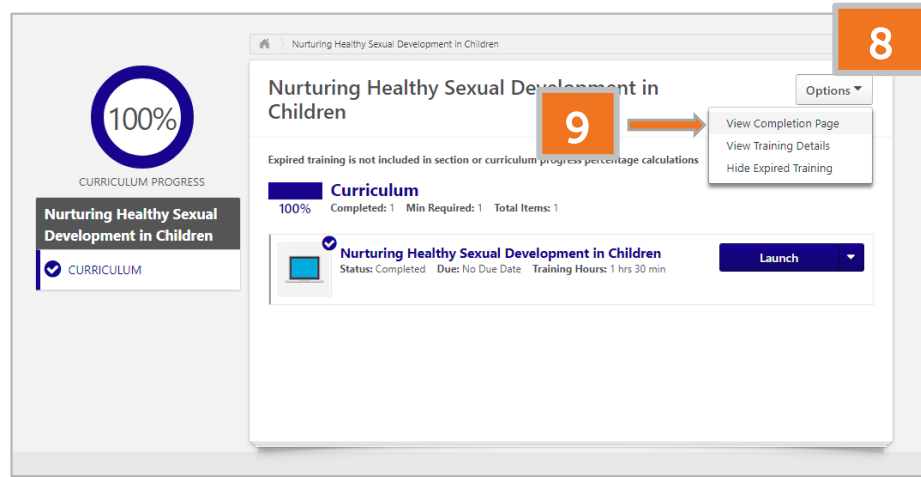 Nurturing Healthy Sexual Development in Children
8
100%
CURRICULUM PROGRESS
Nurturing Healthy Sexual
Development in Children
CURRICULUM
Nurturing Healthy Sexual Development in
Children
Options
9
View Completion Page
View Training Details
Hide Expired Training
Expired training is not included in section or curriculum progress percentage calculations
Curriculum
100% Completed: 1 Min Required: 1 Total Items: 1
Nurturing Healthy Sexual Development in Children
Status: Completed Due: No Due Date Training Hours: 1 hrs 30 min
Launch